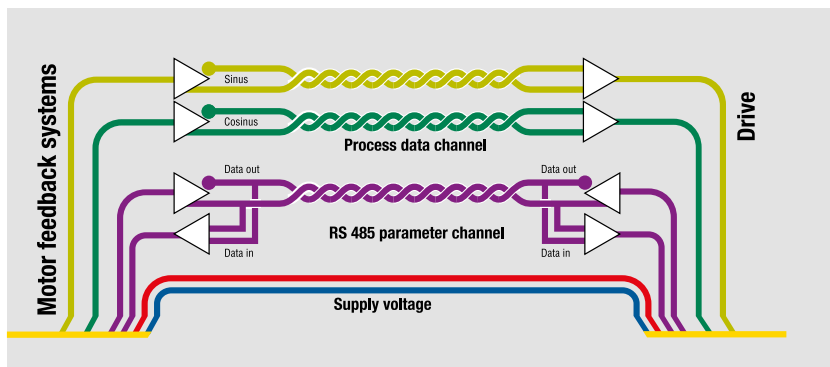 Motor feedback systems
Sinus
Cosinus
Process data channel
Drive
Data out
Data out
RS 485 parameter channel
Data in
Data in
Supply voltage